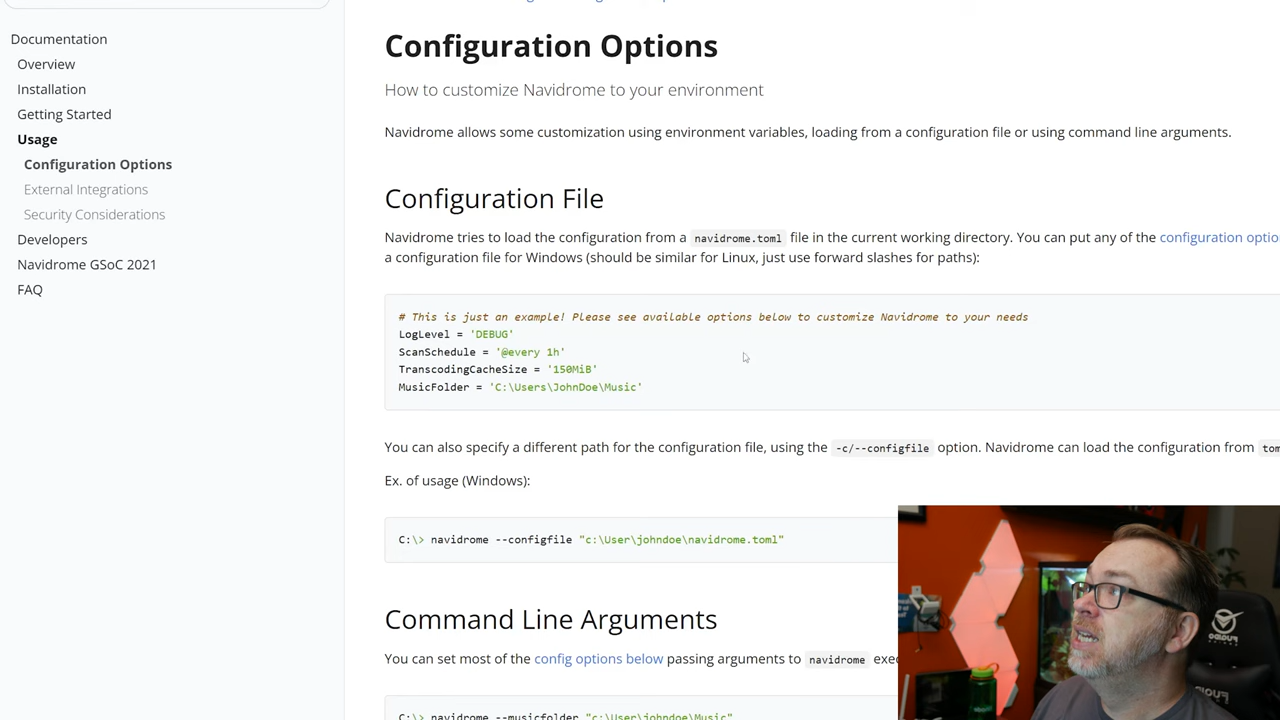 Documentation
Overview
Installation
Getting Started
Usage
Configuration Options
External Integrations
Security Considerations
Developers
Navidrome GSoC 2021
FAQ
Configuration Options
How to customize Navidrome to your environment
Navidrome allows some customization using environment variables, loading from a configuration file or using command line arguments.
Configuration File
Navidrome tries to load the configuration from a navidrome.toml file in the current working directory. You can put any of the configuration
a configuration file for Windows (should be similar for Linux, just use forward slashes for paths):
# This is just an example! Please see available options below to customize Navidrome to your needs
LogLevel = 'DEBUG'
ScanSchedule = '@every 1h'
TranscodingCacheSize = '150MiB'
MusicFolder = 'C:\Users\JohnDoe\Music'
You can also specify a different path for the configuration file, using the -c/--configfile option. Navidrome can load the configuration from
Ex. of usage (Windows):
C:\> navidrome --configfile "c:\User\johndoe\navidrome.toml"
Command Line Arguments
You can set most of the config options below passing arguments to navidrome
C:\> navidrome --musicfolder "c:\User\johndoe\Music"